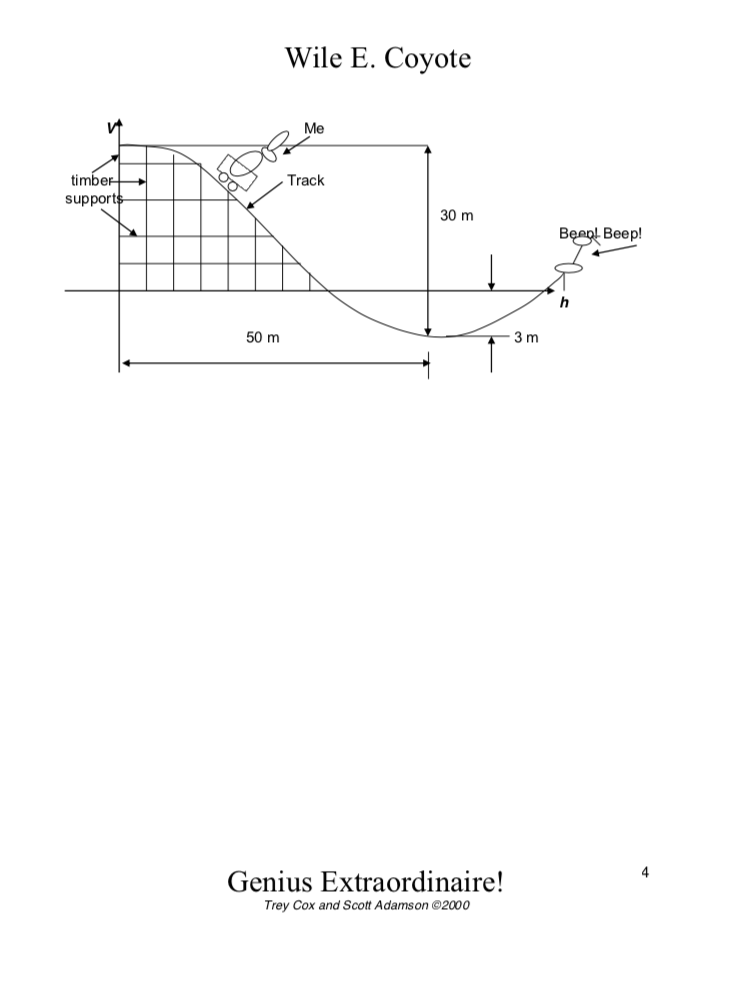 Wile E. Coyote
V
Me
timber
supports
Track
30 m
Beep! Beep!
h
50 m
3 m
4
Genius Extraordinaire!
Trey Cox and Scott Adamson ©2000